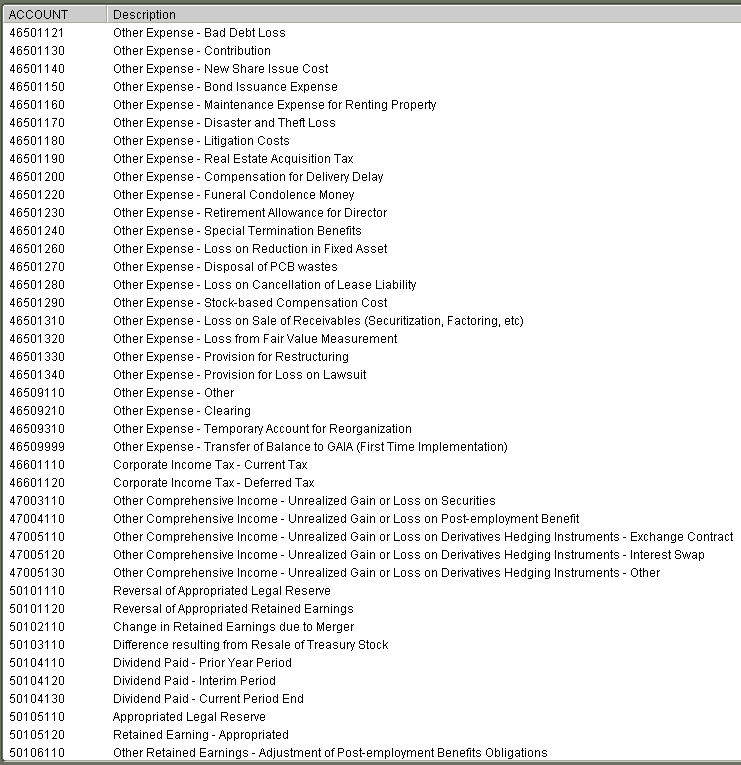 ACCOUNT Description
46501121 Other Expense - Bad Debt Loss
46501130 Other Expense - Contribution
46501140 Other Expense - New Share Issue Cost
46501150 Other Expense - Bond Issuance Expense
46501160 Other Expense - Maintenance Expense for Renting Property
46501170 Other Expense - Disaster and Theft Loss
46501180 Other Expense - Litigation Costs
46501190 Other Expense - Real Estate Acquisition Tax
46501200 Other Expense - Compensation for Delivery Delay
46501220 Other Expense - Funeral Condolence Money
46501230 Other Expense - Retirement Allowance for Director
46501240 Other Expense - Special Termination Benefits
46501260 Other Expense - Loss on Reduction in Fixed Asset
46501270 Other Expense - Disposal of PCB wastes
46501280 Other Expense - Loss on Cancellation of Lease Liability
46501290 Other Expense - Stock-based Compensation Cost
46501310 Other Expense - Loss on Sale of Receivables (Securitization, Factoring, etc)
46501320 Other Expense - Loss from Fair Value Measurement
46501330 Other Expense - Provision for Restructuring
46501340 Other Expense - Provision for Loss on Lawsuit
46509110 Other Expense - Other
46509210 Other Expense - Clearing
46509310 Other Expense - Temporary Account for Reorganization
46509999 Other Expense - Transfer of Balance to GAIA (First Time Implementation)
46601110 Corporate Income Tax - Current Tax
46601120 Corporate Income Tax - Deferred Tax
47003110 Other Comprehensive Income - Unrealized Gain or Loss on Securities
47004110 Other Comprehensive Income - Unrealized Gain or Loss on Post-employment Benefit
47005110 Other Comprehensive Income - Unrealized Gain or Loss on Derivatives Hedging Instruments - Exchange Contract
47005120 Other Comprehensive Income - Unrealized Gain or Loss on Derivatives Hedging Instruments - Interest Swap
47005130 Other Comprehensive Income - Unrealized Gain or Loss on Derivatives Hedging Instruments - Other
50101110 Reversal of Appropriated Legal Reserve
50101120 Reversal of Appropriated Retained Earnings
50102110 Change in Retained Earnings due to Merger
50103110 Difference resulting from Resale of Treasury Stock
50104110 Dividend Paid - Prior Year Period
50104120 Dividend Paid - Interim Period
50104130 Dividend Paid - Current Period End
50105110 Appropriated Legal Reserve
50105120 Retained Earning - Appropriated
50106110 Other Retained Earnings - Adjustment of Post-employment Benefits Obligations